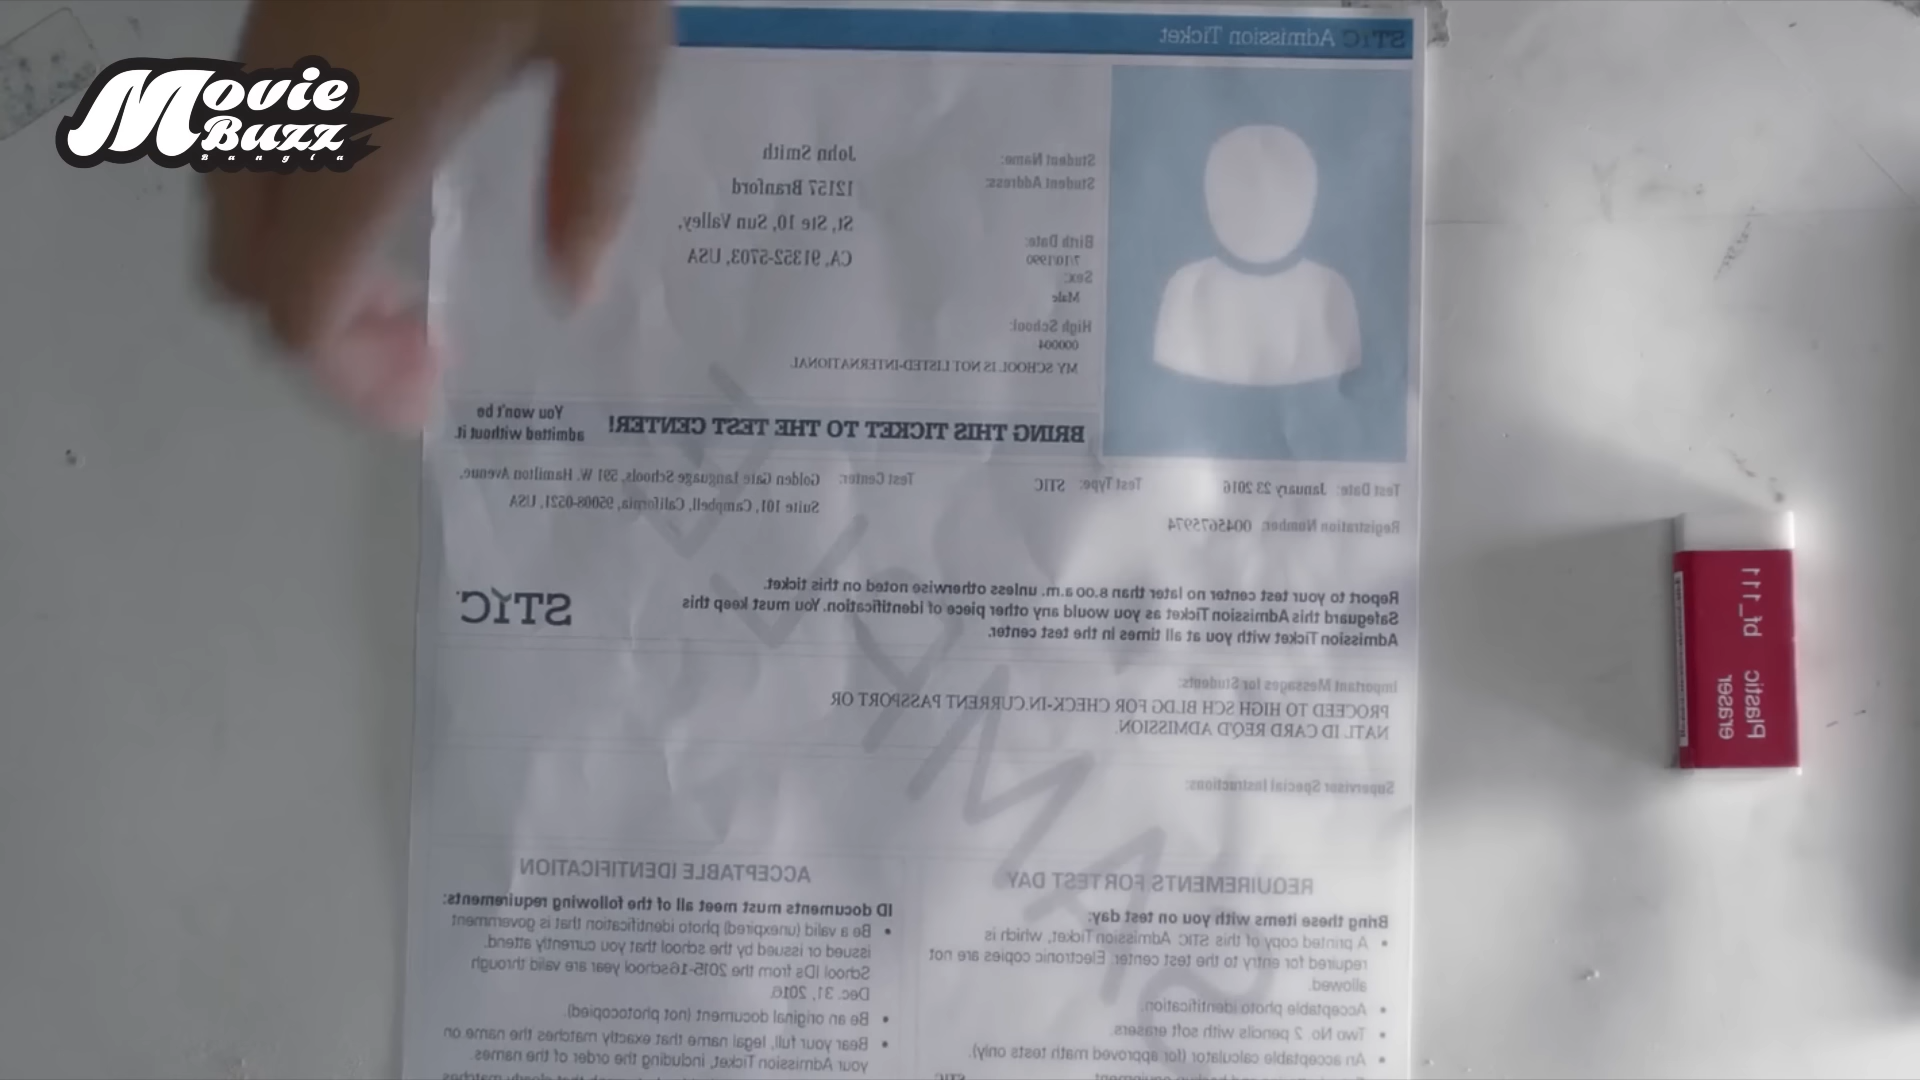 Movie
Buzz
Bangla
STIC Admission Ticket
Student Name: John Smith
Student Address: 12157 Branford
St, Ste 10, Sun Valley,
CA, 91352-5703, USA
Birth Date:
7/10/1990
Sex:
Male
High School:
000004
MY SCHOOL IS NOT LISTED-INTERNATIONAL
BRING THIS TICKET TO THE TEST CENTER!
You won't be
admitted without it.
Test Date: January 23 2016
Test Type: STIC
Test Center: Golden Gate Language Schools, 591 W. Hamilton Avenue,
Suite 101, Campbell, California, 95008-0521, USA
Registration Number: 0045675974
Report to your test center no later than 8.00 a.m. unless otherwise noted on this ticket.
Safeguard this Admission Ticket as you would any other piece of identification. You must keep this
Admission Ticket with you at all times in the test center.
STIC
Important Messages for Students:
PROCEED TO HIGH SCH BLDG FOR CHECK-IN.CURRENT PASSPORT OR
NATL ID CARD REQ'D ADMISSION.
Supervisor Special Instructions:
REQUIREMENTS FOR TEST DAY
Bring these items with you on test day:
• A printed copy of this STIC Admission Ticket, which is
required for entry to the test center. Electronic copies are not
allowed.
• Acceptable photo identification.
• Two No. 2 pencils with soft erasers.
• An acceptable calculator (for approved math tests only).
ACCEPTABLE IDENTIFICATION
ID documents must meet all of the following requirements:
• Be a valid (unexpired) photo identification that is government
issued or issued by the school that you currently attend.
School IDs from the 2015-16school year are valid through
Dec. 31, 2016.
• Be an original document (not photocopied).
• Bear your full, legal name that exactly matches the name on
your Admission Ticket, including the order of the names.
STIC
bf_111
Plastic
eraser